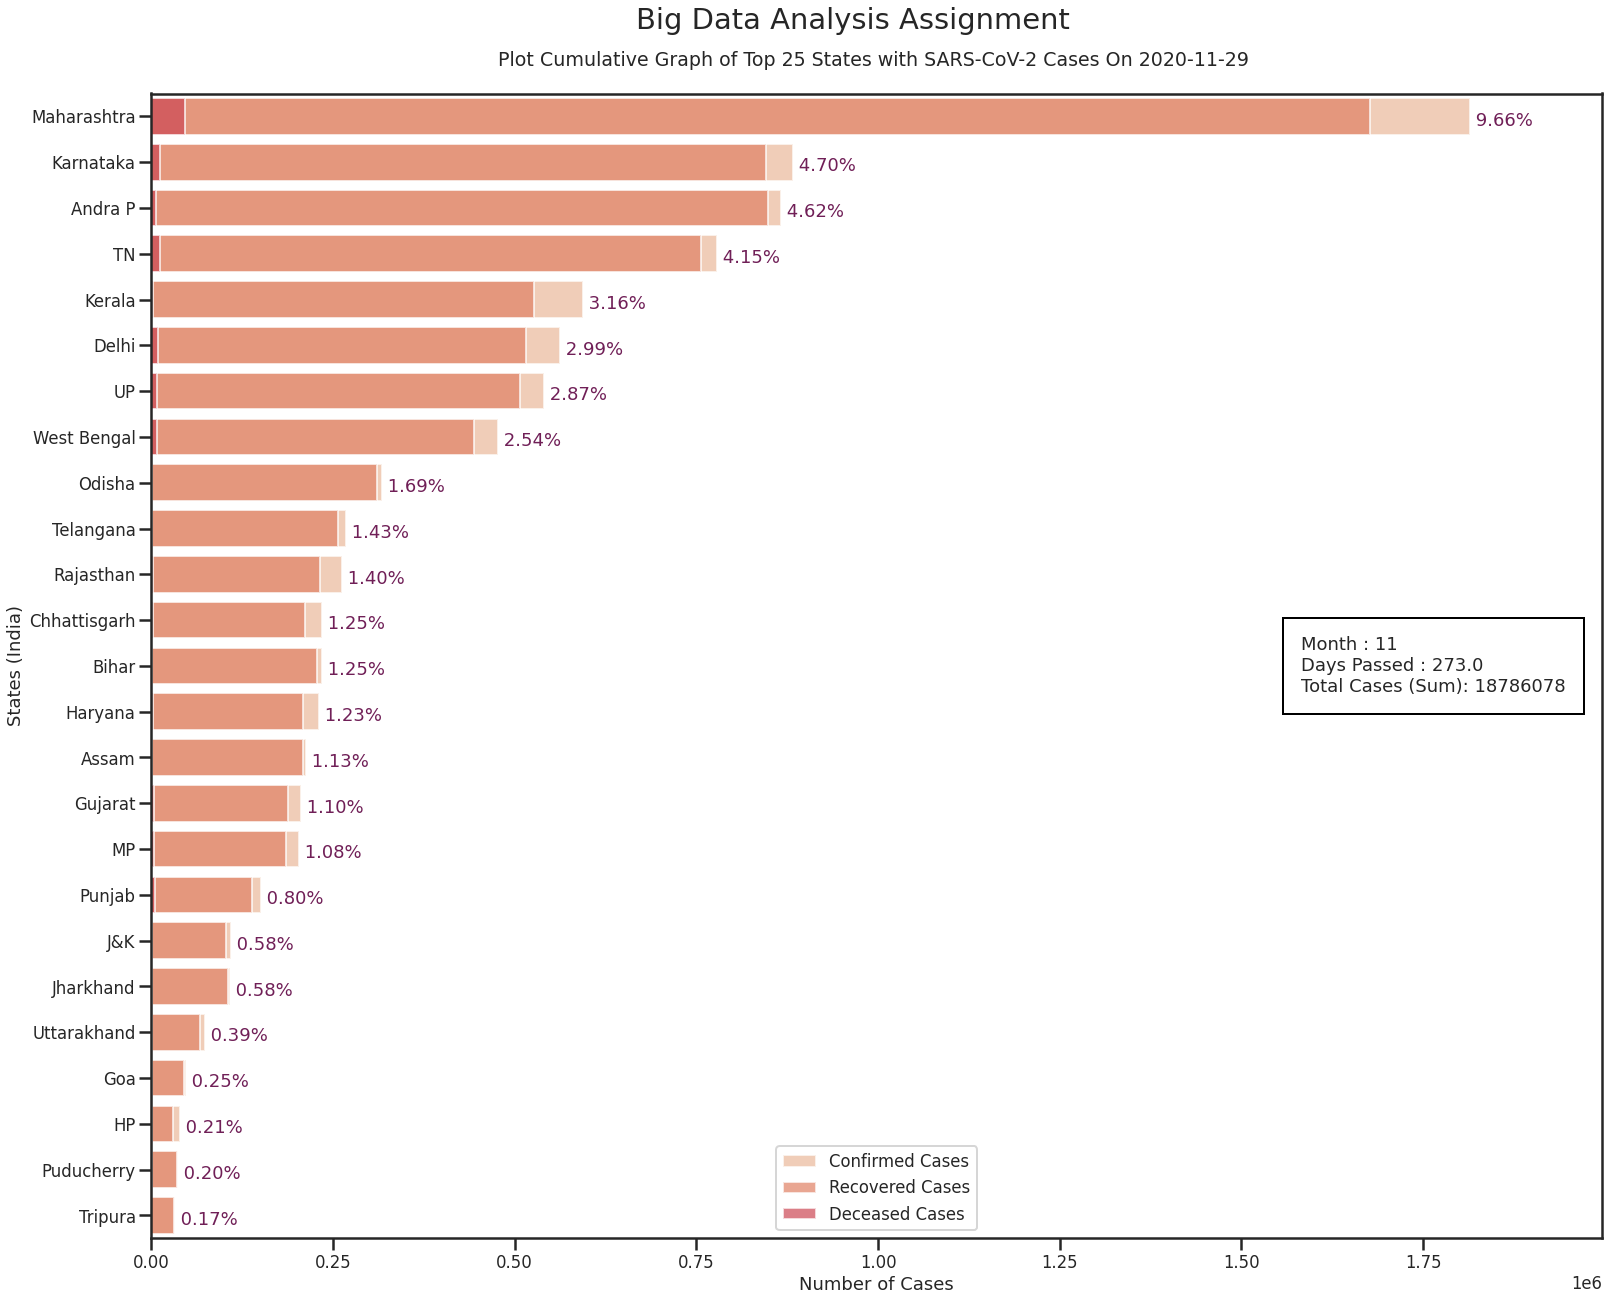 Big Data Analysis Assignment
Plot Cumulative Graph of Top 25 States with SARS-CoV-2 Cases On 2020-11-29
Maharashtra 9.66%
Karnataka 4.70%
Andra P 4.62%
TN 4.15%
Kerala 3.16%
Delhi 2.99%
UP 2.87%
West Bengal 2.54%
Odisha 1.69%
Telangana 1.43%
Rajasthan 1.40%
Chhattisgarh 1.25%
Bihar 1.25%
Haryana 1.23%
Assam 1.13%
Gujarat 1.10%
MP 1.08%
Punjab 0.80%
J&K 0.58%
Jharkhand 0.58%
Uttarakhand 0.39%
Goa 0.25%
HP 0.21%
Puducherry 0.20%
Tripura 0.17%
States (India)
Month : 11
Days Passed : 273.0
Total Cases (Sum): 18786078
Confirmed Cases
Recovered Cases
Deceased Cases
0.00 0.25 0.50 0.75 1.00 1.25 1.50 1.75
Number of Cases
1e6